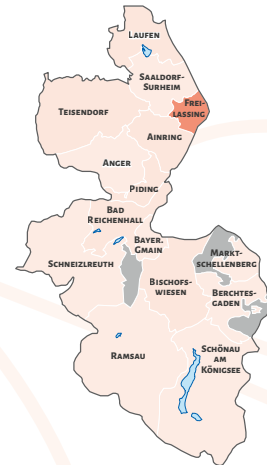 Laufen
Saaldorf-
Surheim
Frei-
lassing
Teisendorf
Ainring
Anger
Piding
Bad
Reichenhall
Bayer.
Gmain
Markt-
schellenberg
Schneizlreuth
Bischofs-
wiesen
Berchtes-
gaden
Ramsau
Schönau
am
Königsee